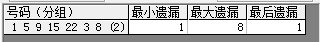 号码(分组) 最小遗漏 最大遗漏 最后遗漏
1 5 9 15 22 3 8 (2) 1 8 1